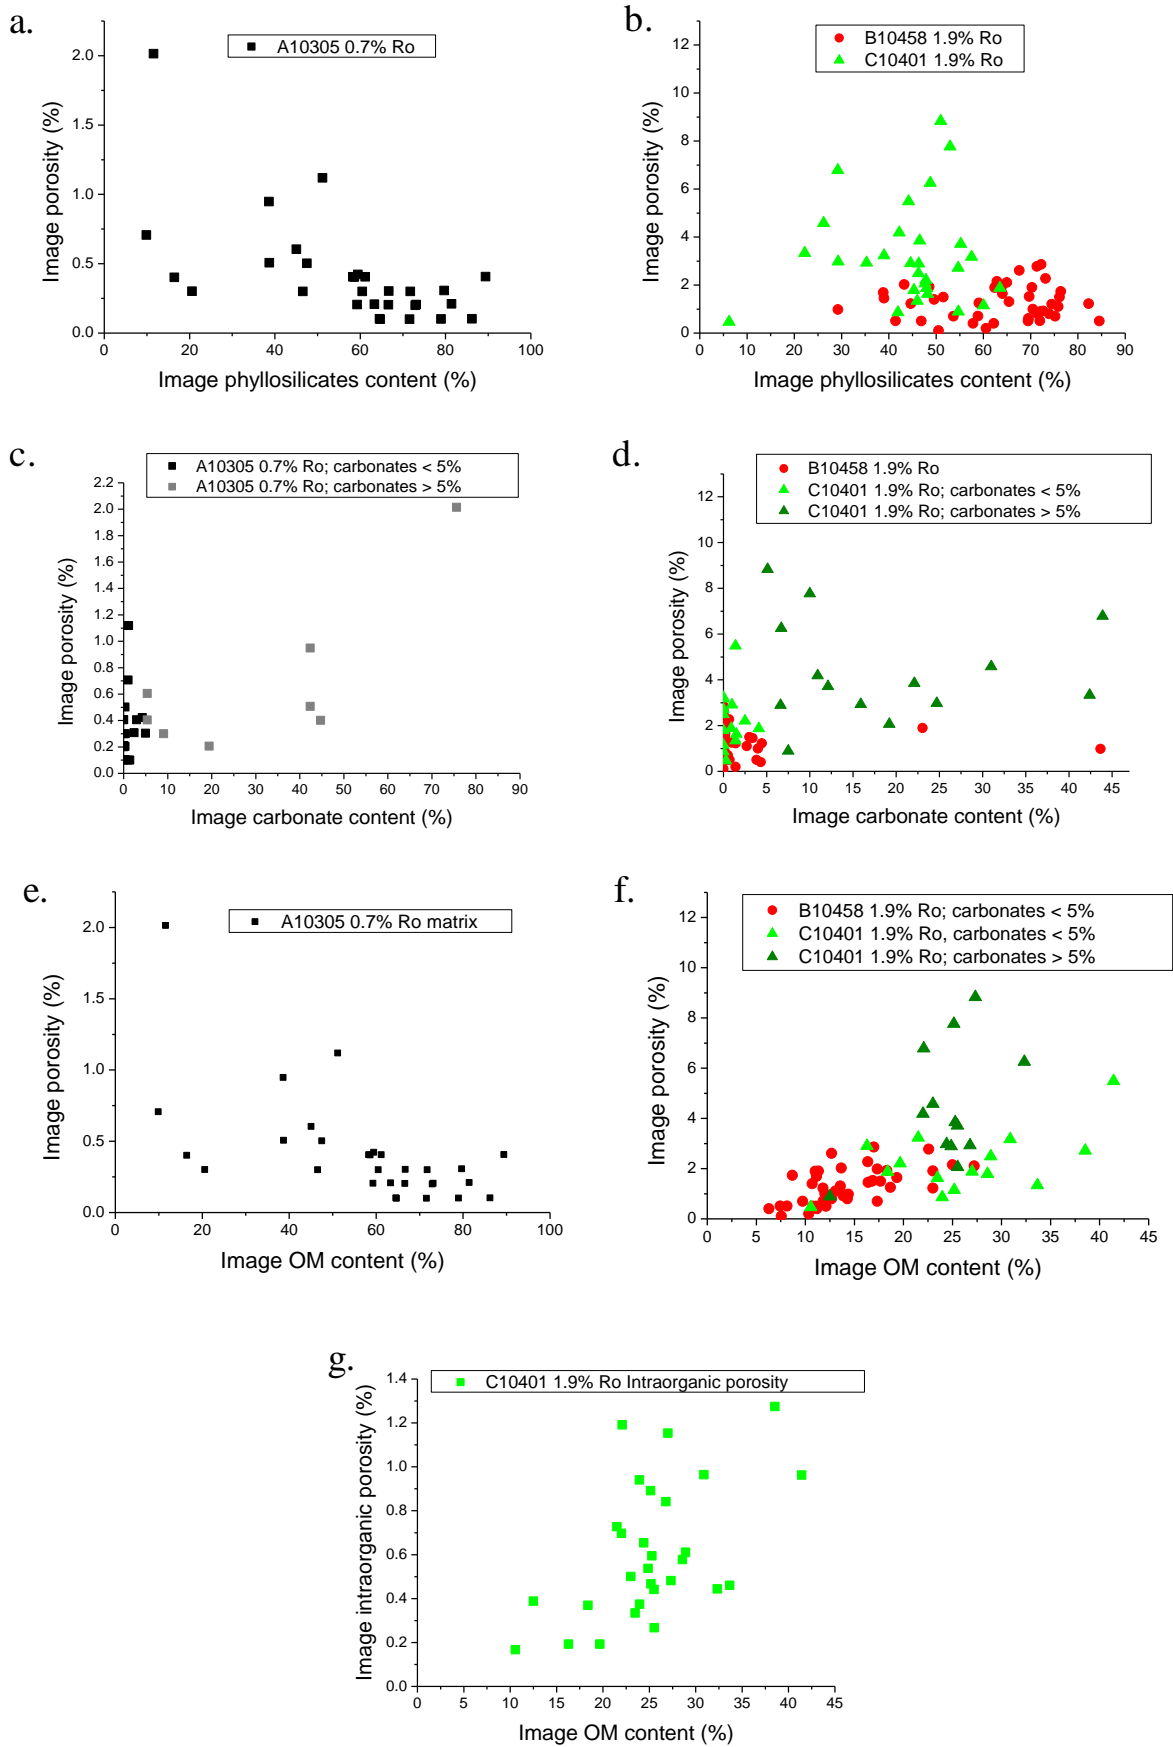 a.
A10305 0.7% Ro
Image porosity (%)
2.0
1.5
1.0
0.5
0.0
0 20 40 60 80 100
Image phyllosilicates content (%)
b.
B10458 1.9% Ro
C10401 1.9% Ro
Image porosity (%)
12
10
8
6
4
2
0
0 10 20 30 40 50 60 70 80 90
Image phyllosilicates content (%)
c.
A10305 0.7% Ro; carbonates < 5%
A10305 0.7% Ro; carbonates > 5%
Image porosity (%)
2.2
2.0
1.8
1.6
1.4
1.2
1.0
0.8
0.6
0.4
0.2
0.0
0 10 20 30 40 50 60 70 80 90
Image carbonate content (%)
d.
B10458 1.9% Ro
C10401 1.9% Ro; carbonates < 5%
C10401 1.9% Ro; carbonates > 5%
Image porosity (%)
12
10
8
6
4
2
0
0 5 10 15 20 25 30 35 40 45
Image carbonate content (%)
e.
A10305 0.7% Ro matrix
Image porosity (%)
2.0
1.5
1.0
0.5
0.0
0 20 40 60 80 100
Image OM content (%)
f.
B10458 1.9% Ro; carbonates < 5%
C10401 1.9% Ro, carbonates < 5%
C10401 1.9% Ro; carbonates > 5%
Image porosity (%)
12
10
8
6
4
2
0
0 5 10 15 20 25 30 35 40 45
Image OM content (%)
g.
C10401 1.9% Ro Intraorganic porosity
Image intraorganic porosity (%)
1.4
1.2
1.0
0.8
0.6
0.4
0.2
0.0
0 5 10 15 20 25 30 35 40 45
Image OM content (%)